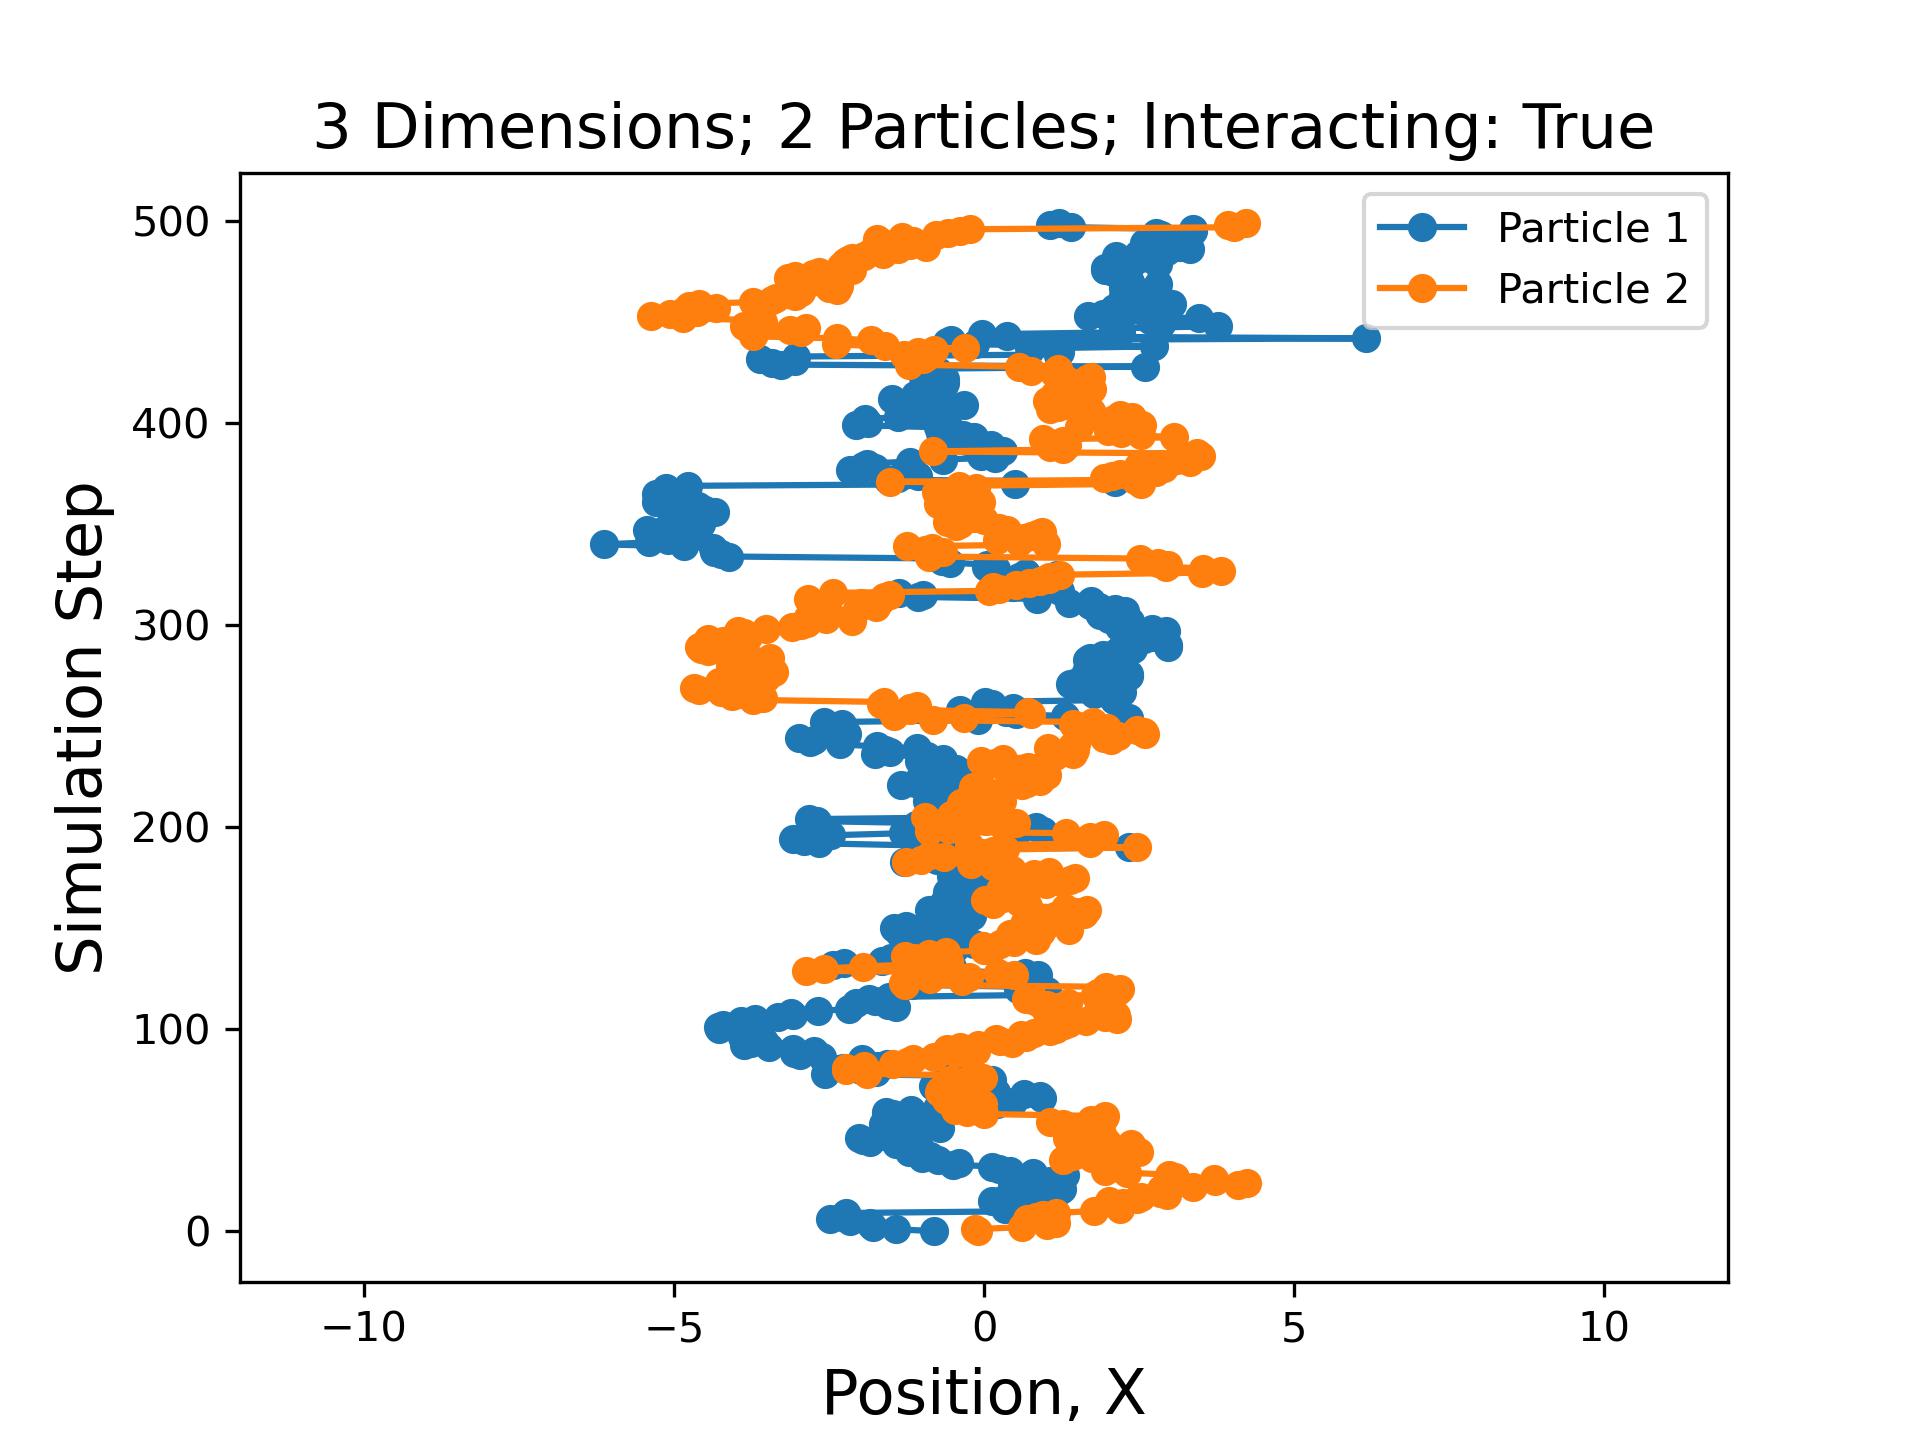 3 Dimensions; 2 Particles; Interacting: True
Particle 1
Particle 2
500
400
300
200
100
0
Simulation Step
−10
−5
0
5
10
Position, X